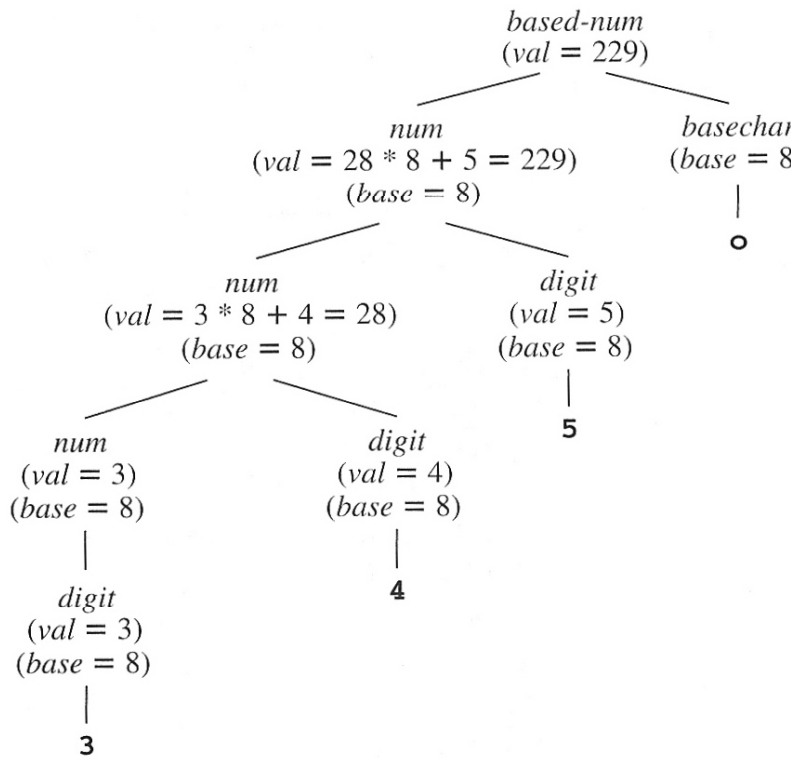 based-num
(val = 229)
num
basechar
(val = 28 * 8 + 5 = 229)
(base = 8
(base = 8)
o
num
digit
(val = 3 * 8 + 4 = 28)
(val = 5)
(base = 8)
(base = 8)
5
num
digit
(val = 3)
(val = 4)
(base = 8)
(base = 8)
4
digit
(val = 3)
(base = 8)
3